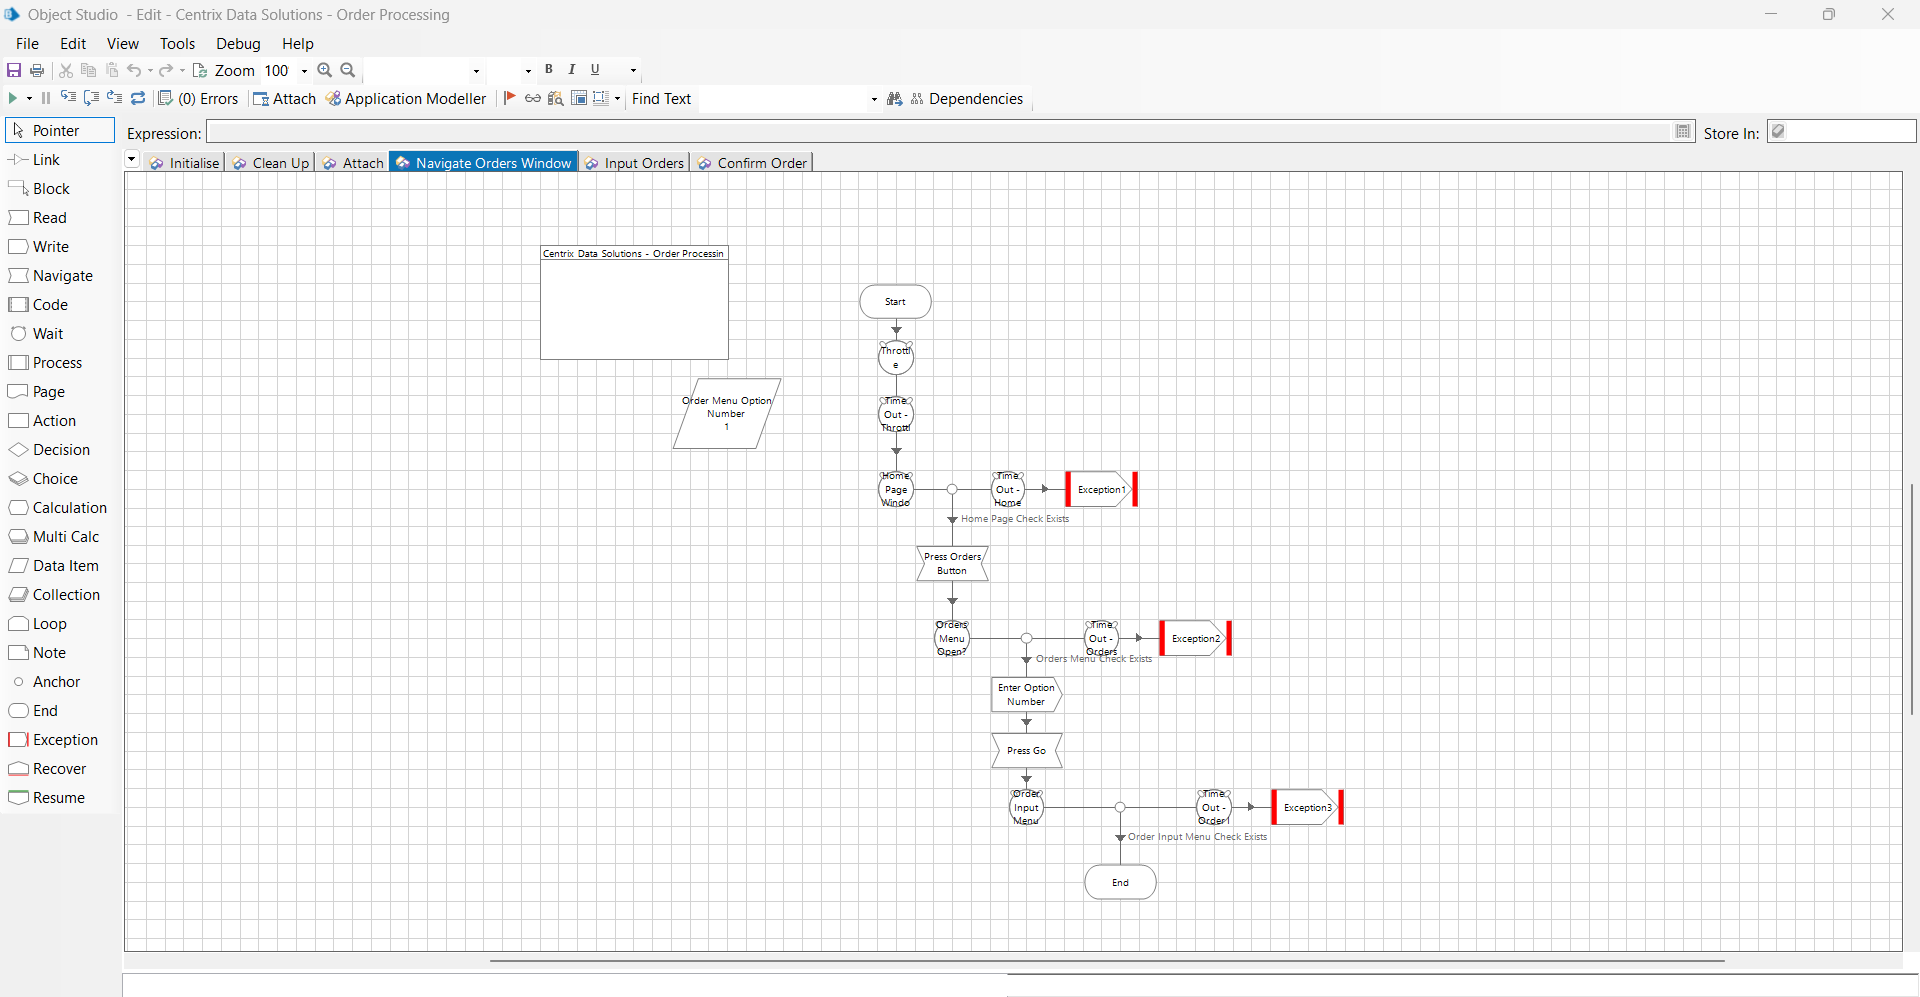 Object Studio - Edit - Centrix Data Solutions - Order Processing
File Edit View Tools Debug Help
Zoom 100 B I U
(0) Errors Attach Application Modeller Find Text Dependencies
Pointer
Expression:
Store In:
Initialise Clean Up Attach Navigate Orders Window Input Orders Confirm Order
Link
Block
Read
Write
Navigate
Code
Wait
Process
Page
Action
Decision
Choice
Calculation
Multi Calc
Data Item
Collection
Loop
Note
Anchor
End
Exception
Recover
Resume
Centrix Data Solutions - Order Processin
Order Menu Option
Number
1
Start
Throttl
e
Time
Out -
Throttl
Home
Page
Windo
Time
Out -
Home
Exception1
Home Page Check Exists
Press Orders
Button
Orders
Menu
Open?
Time
Out -
Orders
Exception2
Orders Menu Check Exists
Enter Option
Number
Press Go
Order
Input
Menu
Time
Out -
Order I
Exception3
Order Input Menu Check Exists
End